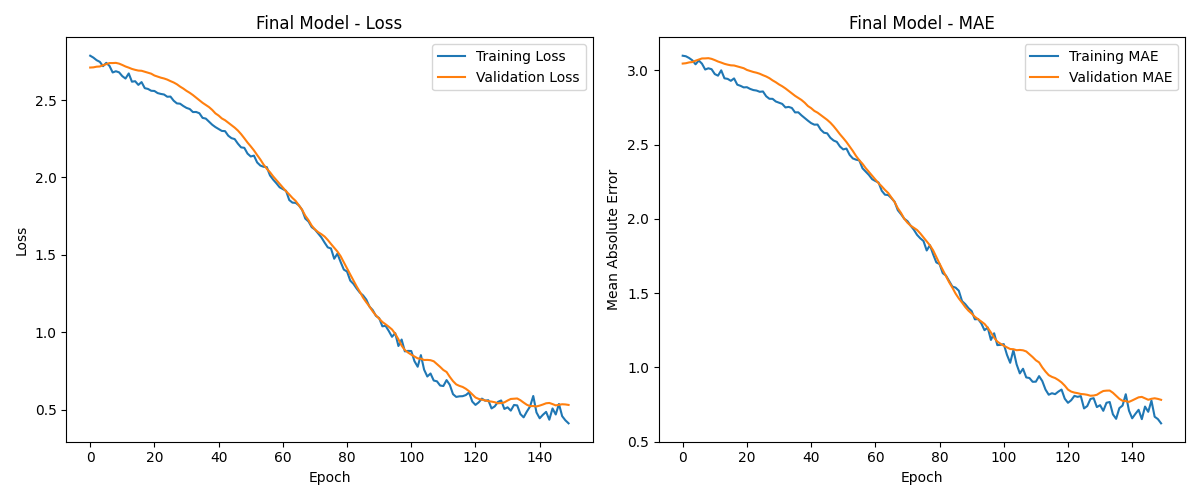 Final Model - Loss
Training Loss
Validation Loss
2.5
2.0
1.5
1.0
0.5
Loss
0 20 40 60 80 100 120 140
Epoch
Final Model - MAE
Training MAE
Validation MAE
3.0
2.5
2.0
1.5
1.0
0.5
Mean Absolute Error
0 20 40 60 80 100 120 140
Epoch